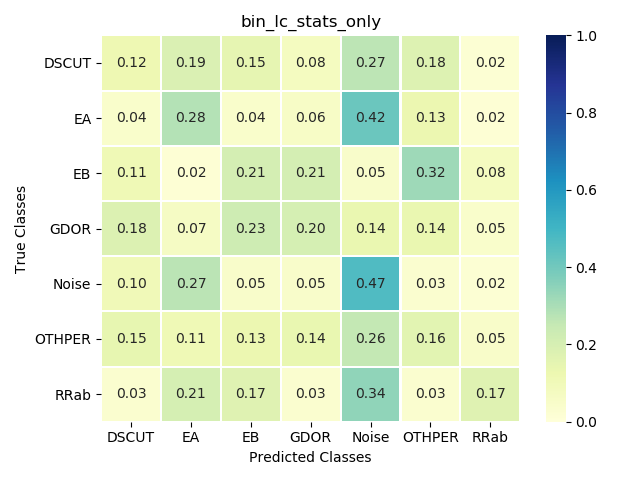 bin_lc_stats_only
DSCUT 0.12 0.19 0.15 0.08 0.27 0.18 0.02
EA 0.04 0.28 0.04 0.06 0.42 0.13 0.02
EB 0.11 0.02 0.21 0.21 0.05 0.32 0.08
GDOR 0.18 0.07 0.23 0.20 0.14 0.14 0.05
Noise 0.10 0.27 0.05 0.05 0.47 0.03 0.02
OTHPER 0.15 0.11 0.13 0.14 0.26 0.16 0.05
RRab 0.03 0.21 0.17 0.03 0.34 0.03 0.17
DSCUT EA EB GDOR Noise OTHPER RRab
Predicted Classes
True Classes
1.0
0.8
0.6
0.4
0.2
0.0